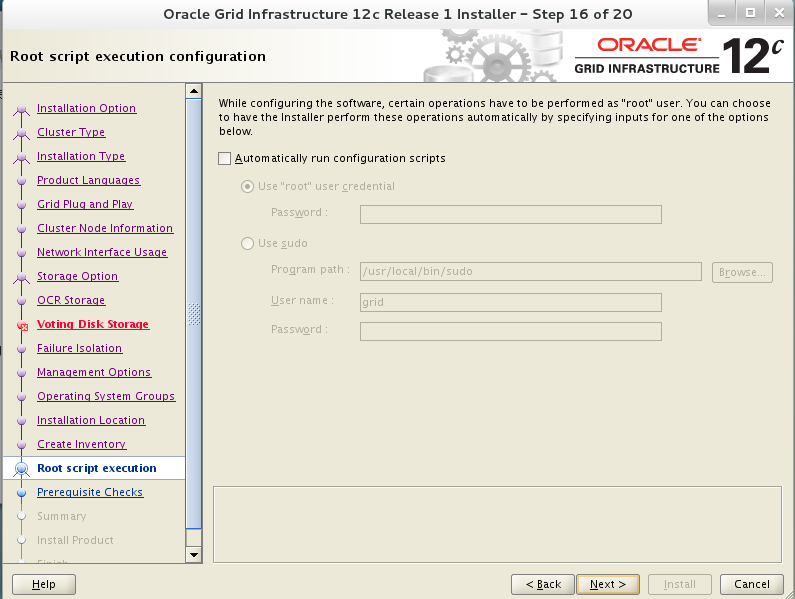 Oracle Grid Infrastructure 12c Release 1 Installer - Step 16 of 20
Root script execution configuration
ORACLE
GRID INFRASTRUCTURE
12c
Installation Option
Cluster Type
Installation Type
Product Languages
Grid Plug and Play
Cluster Node Information
Network Interface Usage
Storage Option
OCR Storage
Voting Disk Storage
Failure Isolation
Management Options
Operating System Groups
Installation Location
Create Inventory
Root script execution
Prerequisite Checks
Summary
Install Product
While configuring the software, certain operations have to be performed as "root" user. You can choose
to have the Installer perform these operations automatically by specifying inputs for one of the options
below.
Automatically run configuration scripts
Use "root" user credential
Password :
Use sudo
Program path : /usr/local/bin/sudo Browse...
User name : grid
Password :
Help
< Back Next > Install Cancel